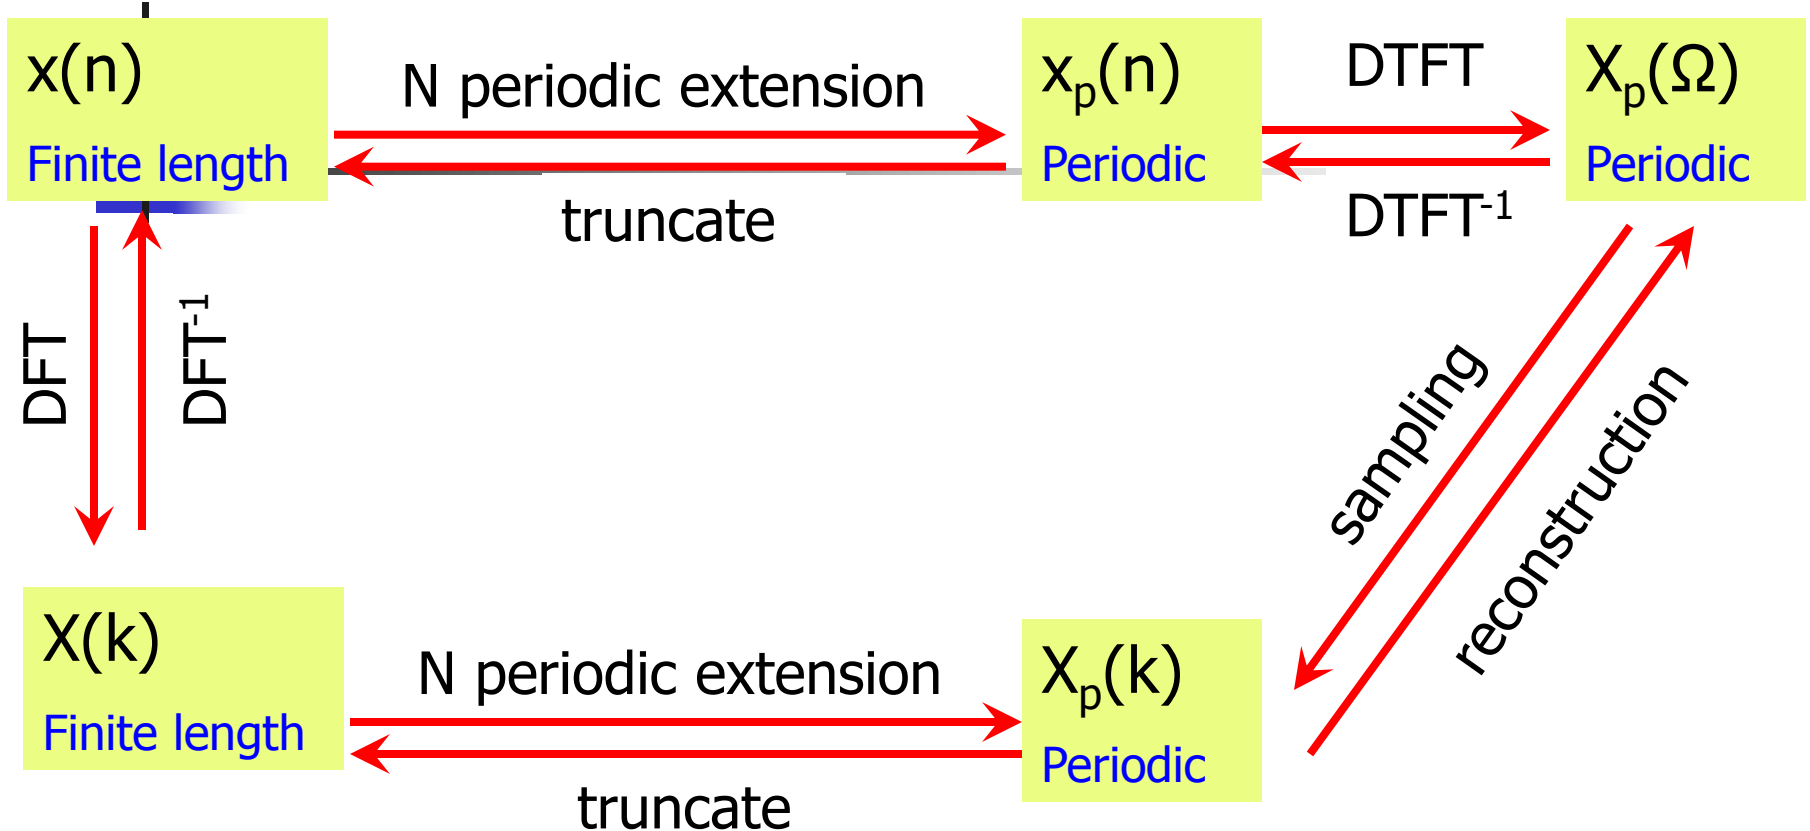 x(n)
Finite length
N periodic extension
truncate
xₚ(n)
Periodic
DTFT
DTFT⁻¹
Xₚ(Ω)
Periodic
DFT
DFT⁻¹
sampling
reconstruction
X(k)
Finite length
N periodic extension
truncate
Xₚ(k)
Periodic